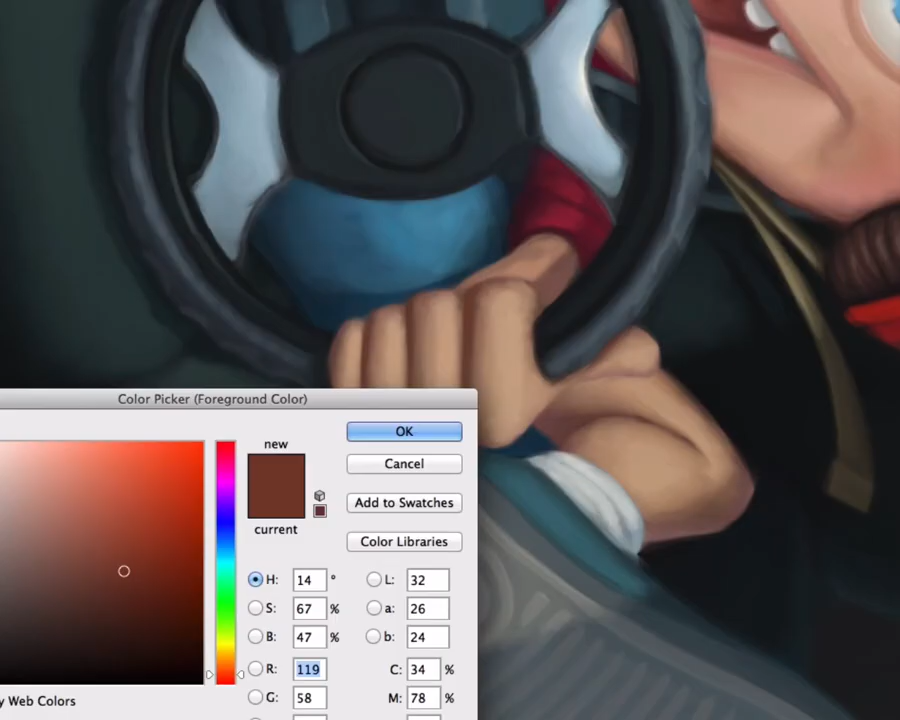 Color Picker (Foreground Color)
new
current
OK
Cancel
Add to Swatches
Color Libraries
H: 14 °
S: 67 %
B: 47 %
R: 119
G: 58
L: 32
a: 26
b: 24
C: 34 %
M: 78 %
Web Colors